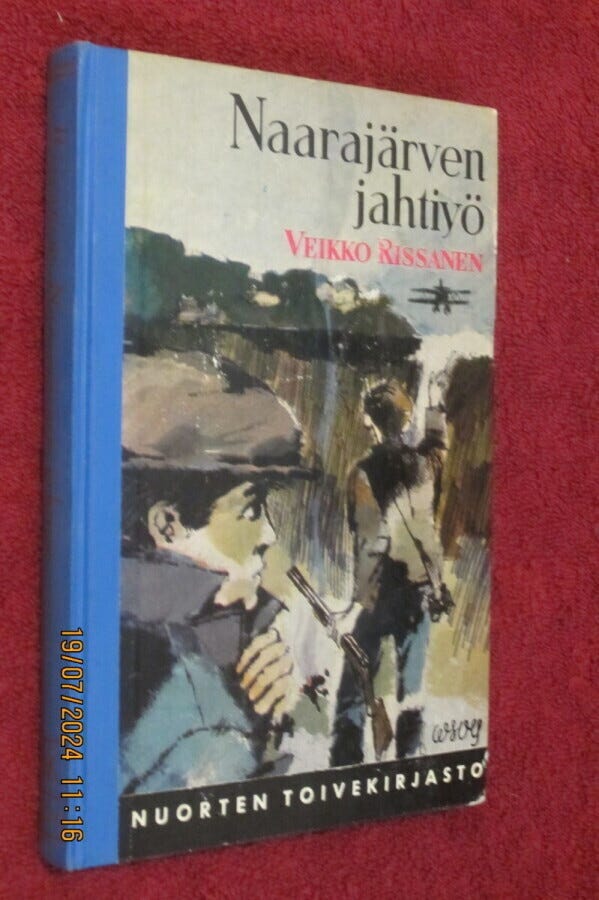 Naarajärven
jahtiyö
VEIKKO RISSANEN
WSOY
NUORTEN TOIVEKIRJASTO
19/07/2024 11:16